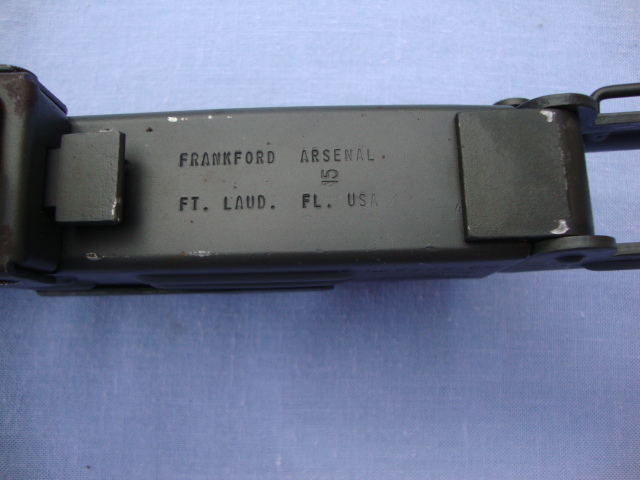 FRANKFORD ARSENAL.
15
FT. LAUD. FL. USA